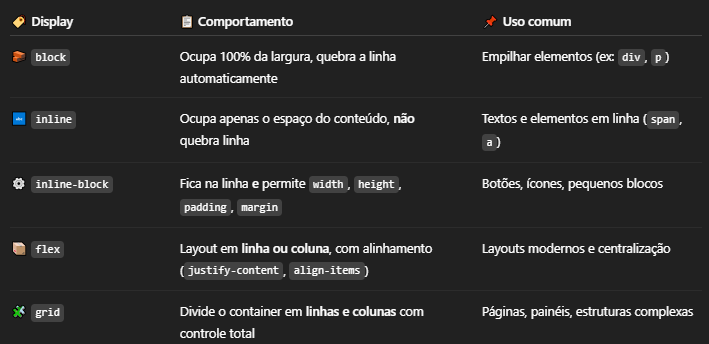 🏷️ Display 📋 Comportamento 📌 Uso comum
🧱 block Ocupa 100% da largura, quebra a linha Empilhar elementos (ex: div, p)
automaticamente
inline Ocupa apenas o espaço do conteúdo, não Textos e elementos em linha (span,
quebra linha a)
⚙️ inline-block Fica na linha e permite width, height, Botões, ícones, pequenos blocos
padding, margin
📦 flex Layout em linha ou coluna, com alinhamento Layouts modernos e centralização
(justify-content, align-items)
🧩 grid Divide o container em linhas e colunas com Páginas, painéis, estruturas complexas
controle total